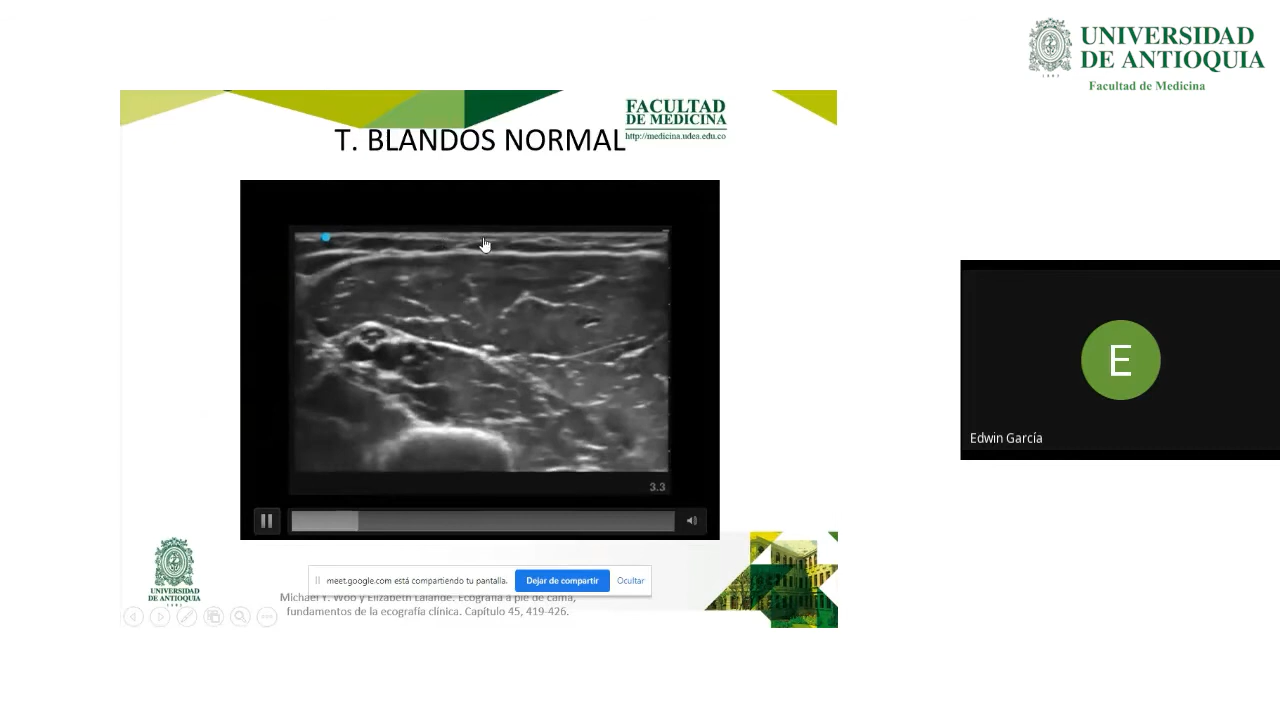 UNIVERSIDAD
DE ANTIOQUIA
1803
Facultad de Medicina
FACULTAD
DE MEDICINA
http://medicina.udea.edu.co
T. BLANDOS NORMAL
3.3
E
Edwin García
UNIVERSIDAD
DE ANTIOQUIA
1803
meet.google.com está compartiendo tu pantalla.
Dejar de compartir
Ocultar
Michael Y. Woo y Elizabeth Lalande. Ecografía a pie de cama,
fundamentos de la ecografía clínica. Capítulo 45, 419-426.